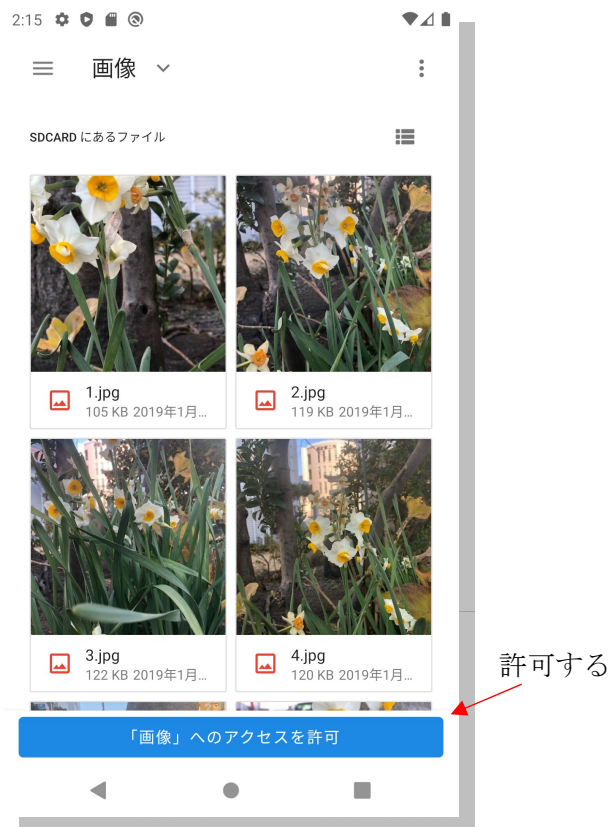 2:15
画像
SDCARD にあるファイル
1.jpg
105 KB 2019年1月...
2.jpg
119 KB 2019年1月...
3.jpg
122 KB 2019年1月...
4.jpg
120 KB 2019年1月...
許可する
「画像」へのアクセスを許可